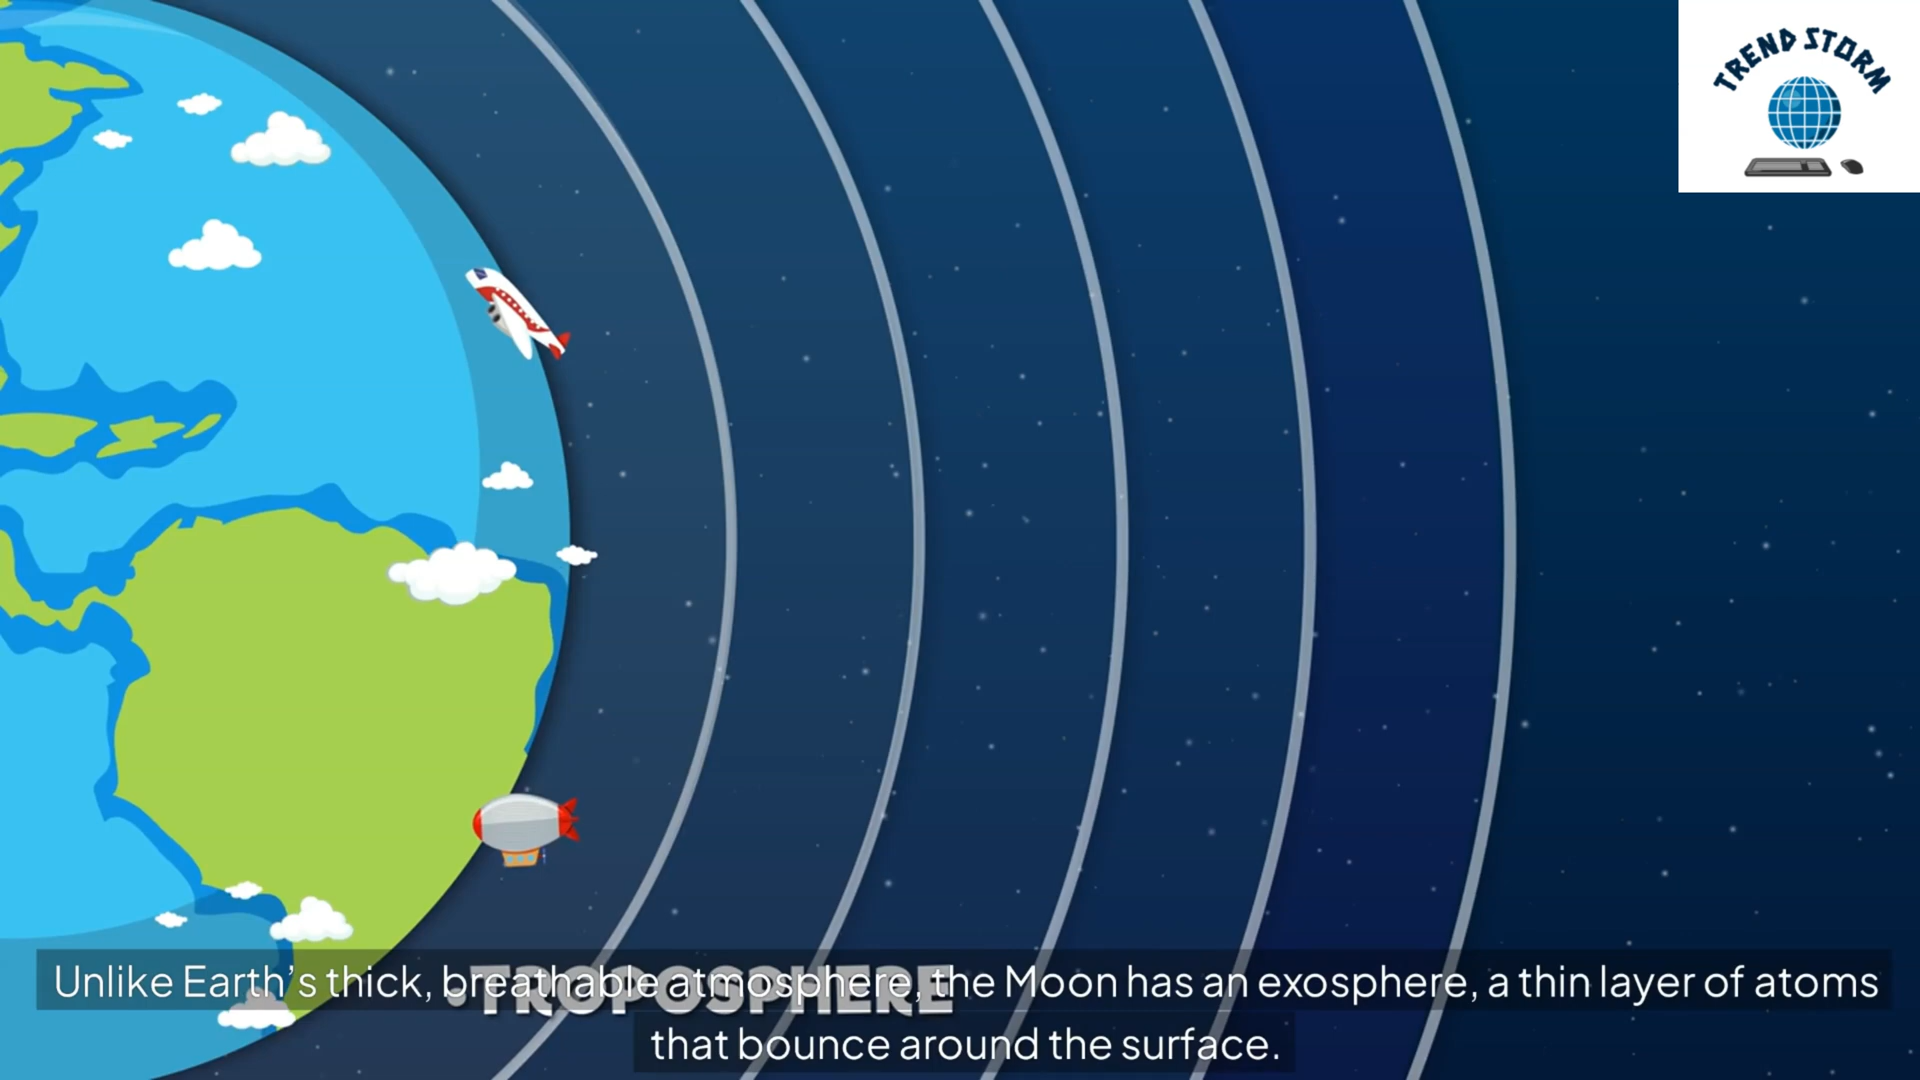 TREND STORM
Unlike Earth's thick, breathable atmosphere, the Moon has an exosphere, a thin layer of atoms
that bounce around the surface.
TROPOSPHERE